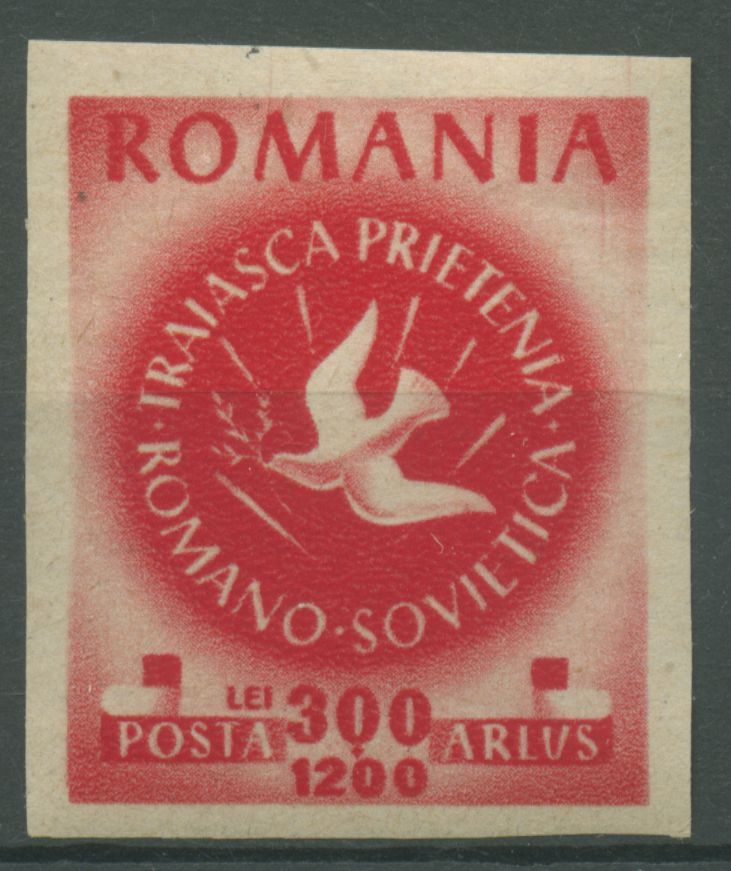 ROMANIA
· TRAIASCA PRIETENIA ·
ROMANO · SOVIETICA
LEI 300
POSTA ARLUS
1200